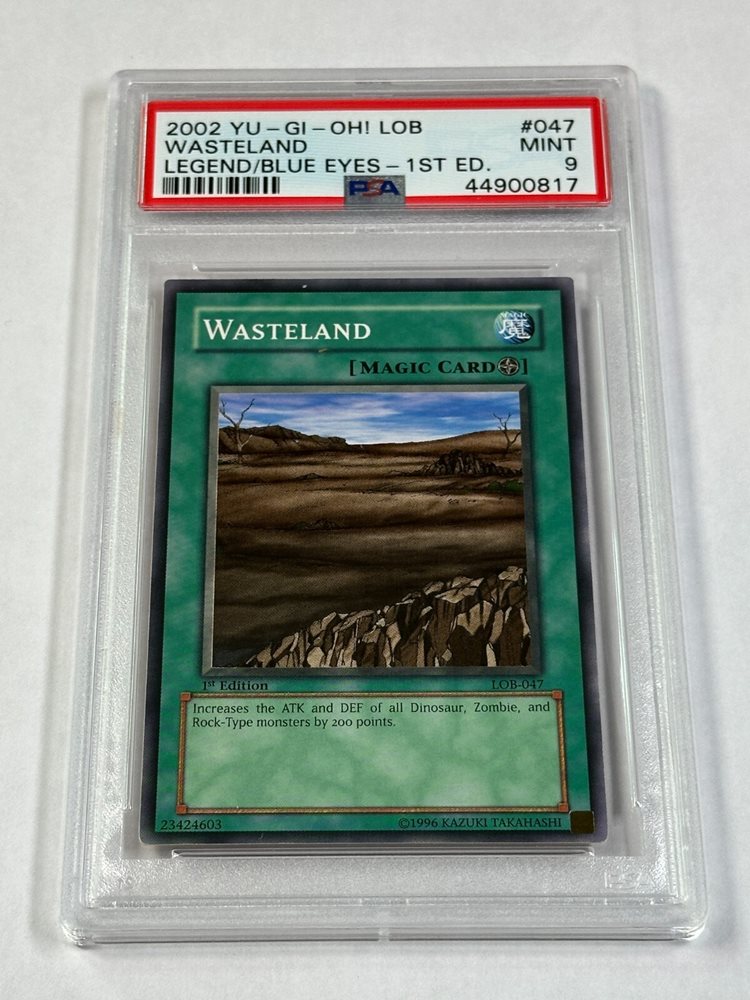 2002 YU-GI-OH! LOB #047
WASTELAND MINT
LEGEND/BLUE EYES-1ST ED. 9
PSA 44900817
WASTELAND
MAGIC
魔
[MAGIC CARD]
1st Edition LOB-047
Increases the ATK and DEF of all Dinosaur, Zombie, and
Rock-Type monsters by 200 points.
23424603 ©1996 KAZUKI TAKAHASHI